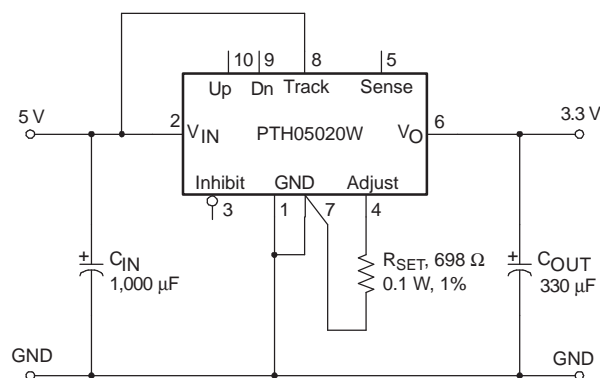 10 9 8 5
Up Dn Track Sense
5 V 2 VIN PTH05020W VO 6 3.3 V
Inhibit GND Adjust
3 1 7 4
+ CIN
1,000 µF
RSET, 698 Ω
0.1 W, 1%
+ COUT
330 µF
GND GND